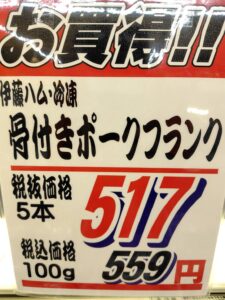 お買得!!
伊藤ハム・冷凍
骨付きポークフランク
税抜価格 517
5本
税込価格 559円
100g